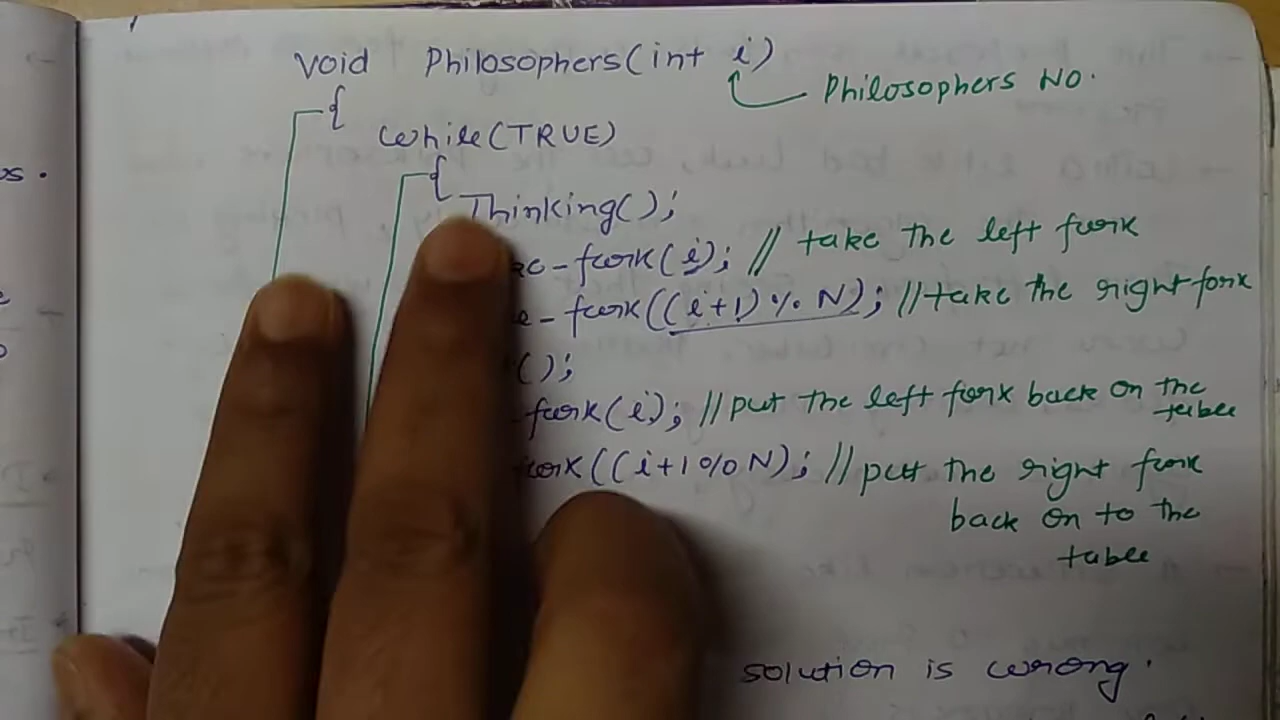 void Philosophers(int i)
Philosophers No.
{
while(TRUE)
{
Thinking();
-fork(i); // take the left fork
-fork((i+1)%N); //take the right fork
();
fork(i); //put the left fork back on the
table
ork((i+1%N); //put the right fork
back on to the
table
solution is wrong.